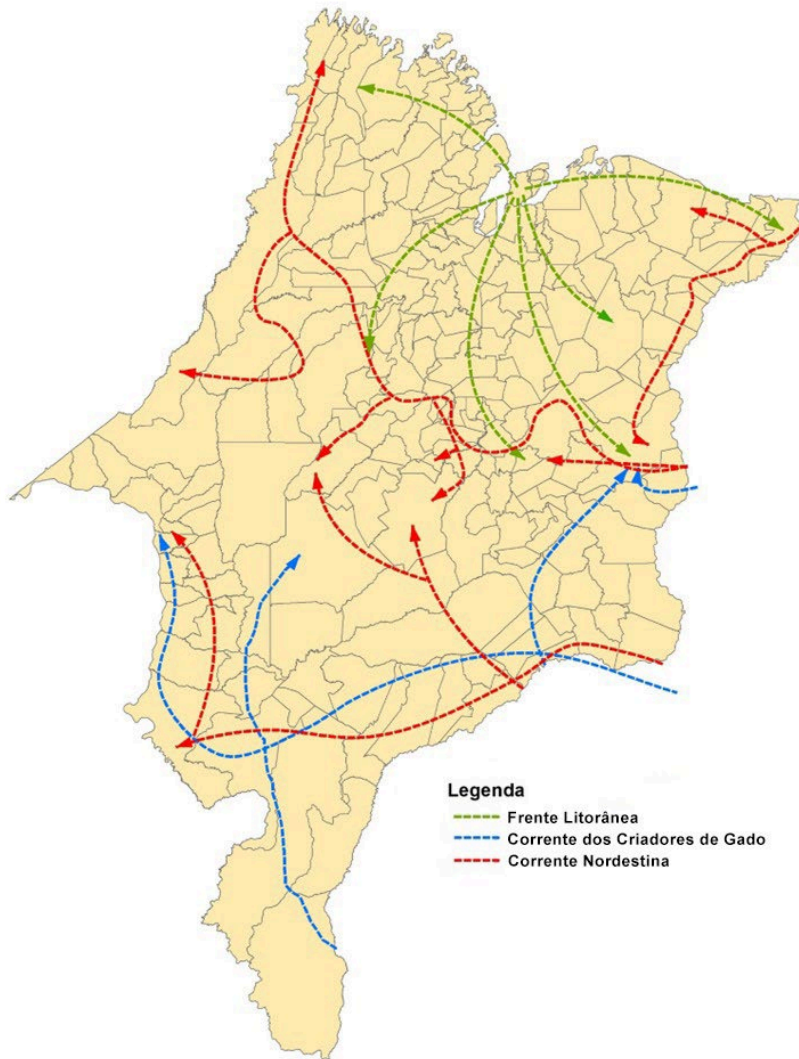 Legenda
Frente Litorânea
Corrente dos Criadores de Gado
Corrente Nordestina